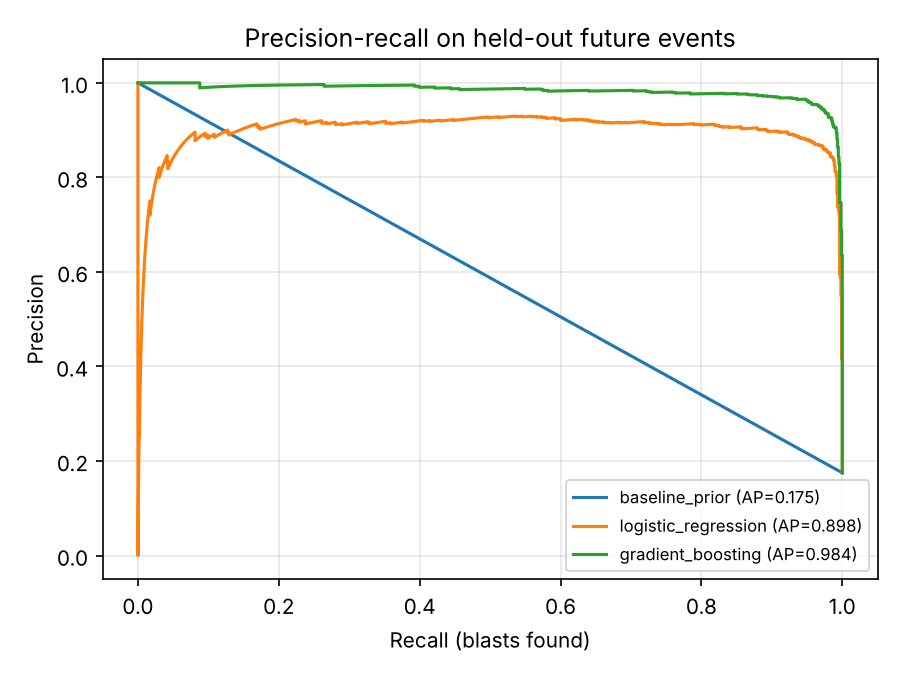 Precision-recall on held-out future events
1.0
0.8
0.6
0.4
0.2
0.0
Precision
baseline_prior (AP=0.175)
logistic_regression (AP=0.898)
gradient_boosting (AP=0.984)
0.0 0.2 0.4 0.6 0.8 1.0
Recall (blasts found)